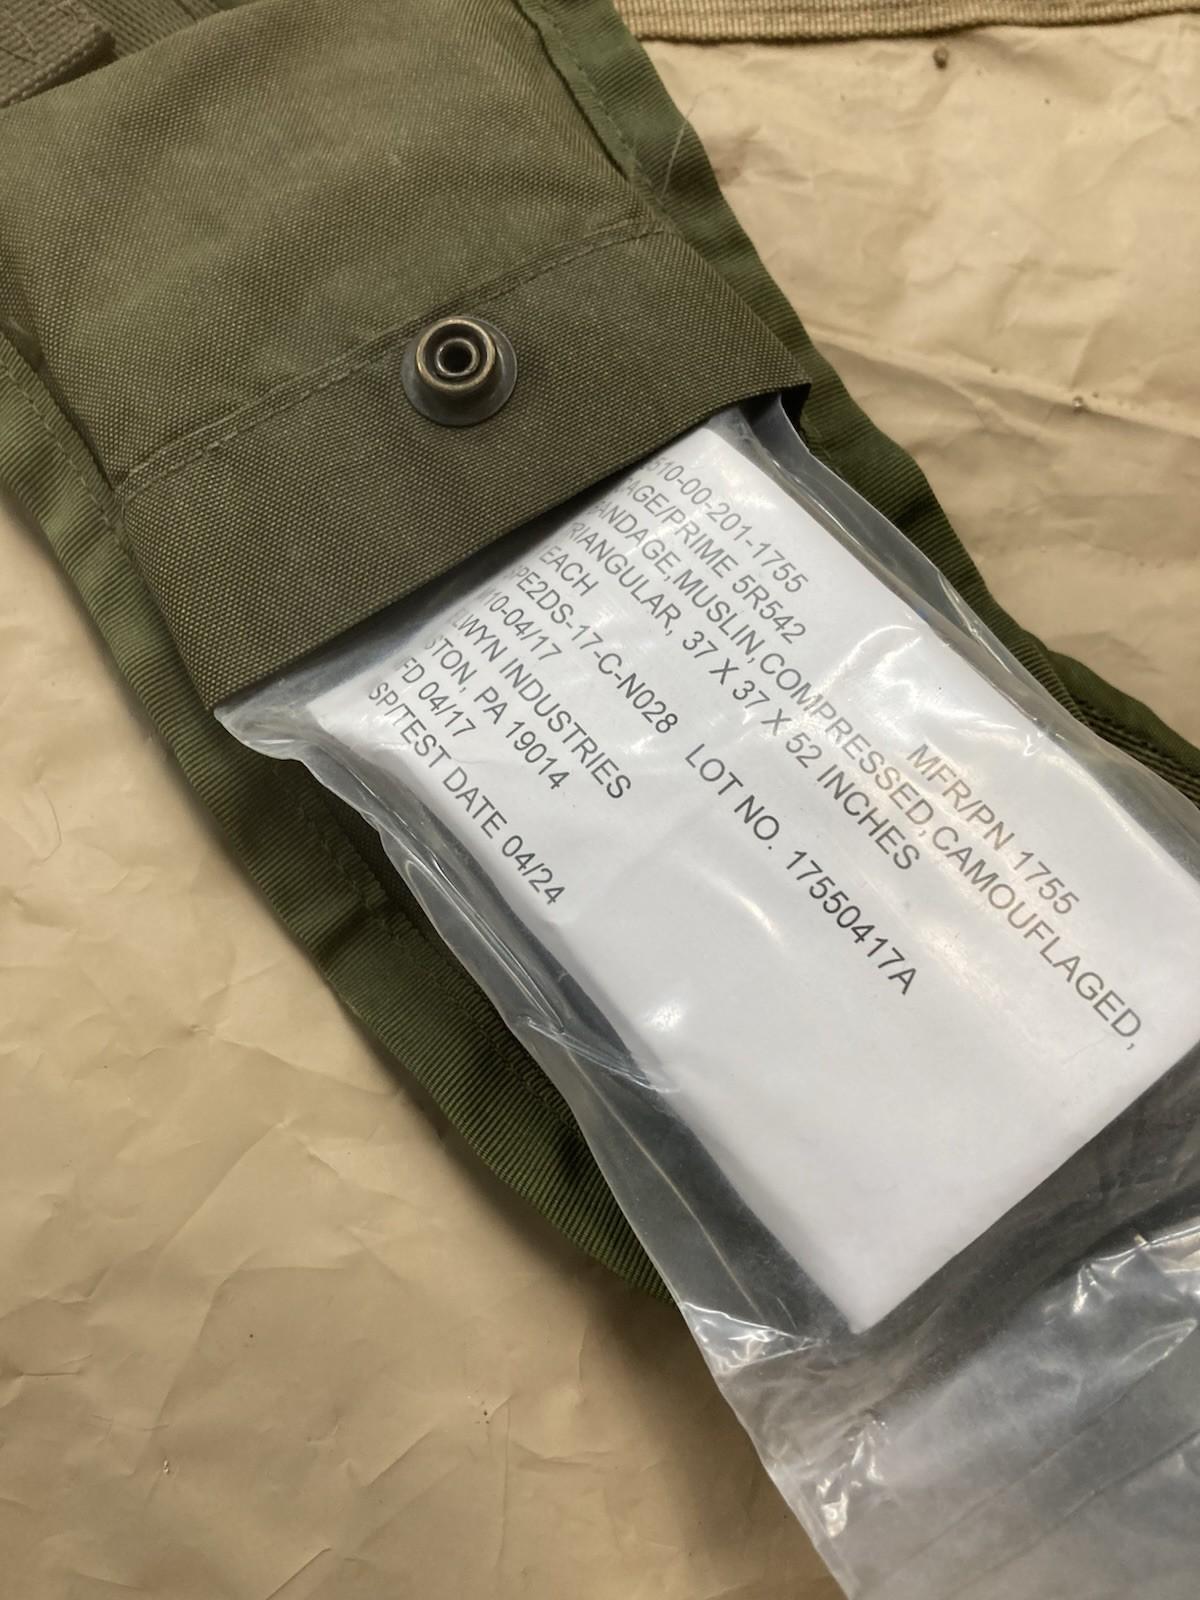 510-00-201-1755
CAGE/PRIME 5R542 MFR/PN 1755
ANDAGE,MUSLIN,COMPRESSED,CAMOUFLAGED,
RIANGULAR, 37 X 37 X 52 INCHES
EACH
PE2DS-17-C-N028 LOT NO. 17550417A
10-04/17
LWYN INDUSTRIES
STON, PA 19014
FD 04/17
SP/TEST DATE 04/24